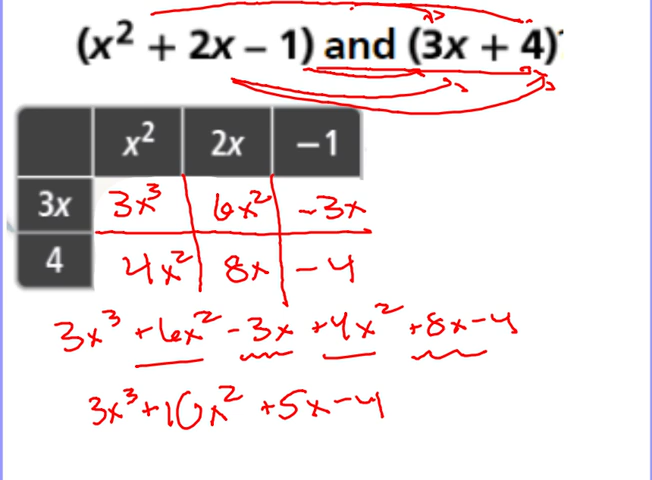 (x² + 2x – 1) and (3x + 4)
x² 2x –1
3x 3x³ 6x² -3x
4 4x² 8x -4
3x³ +6x² -3x +4x² +8x-4
3x³+10x² +5x-4